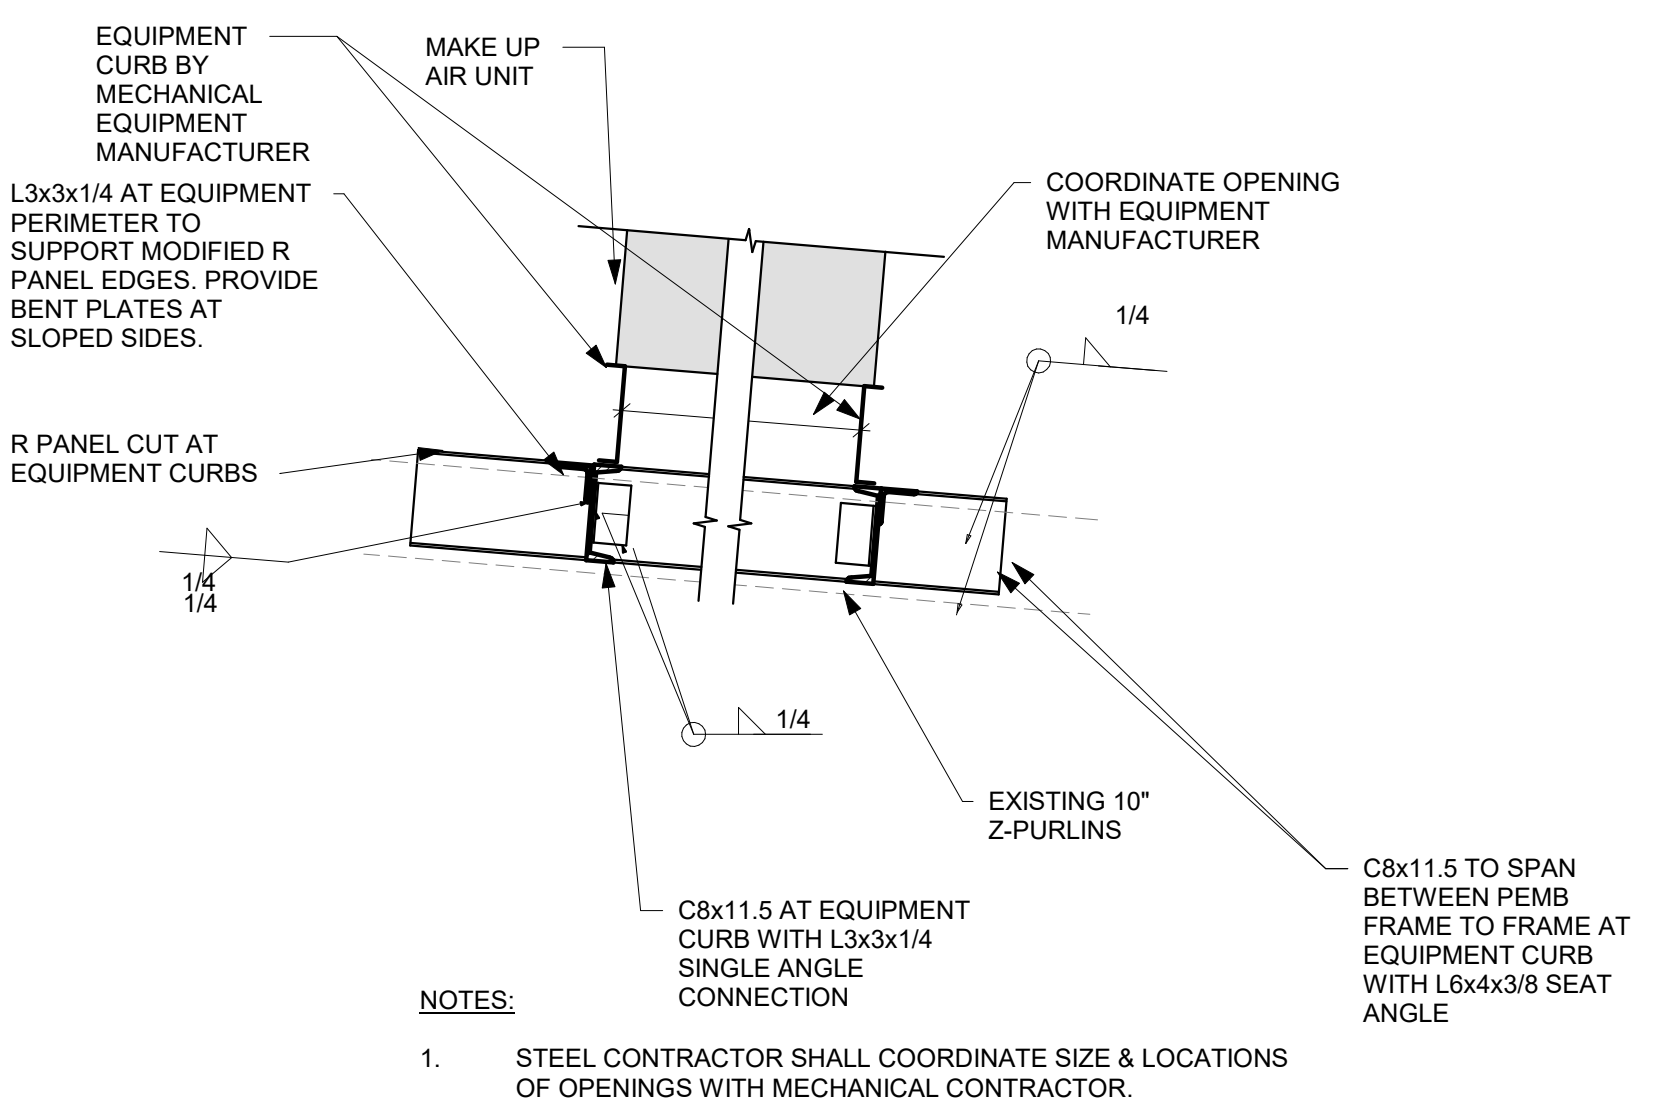 EQUIPMENT
CURB BY
MECHANICAL
EQUIPMENT
MANUFACTURER
MAKE UP
AIR UNIT
L3x3x1/4 AT EQUIPMENT
PERIMETER TO
SUPPORT MODIFIED R
PANEL EDGES. PROVIDE
BENT PLATES AT
SLOPED SIDES.
COORDINATE OPENING
WITH EQUIPMENT
MANUFACTURER
1/4
R PANEL CUT AT
EQUIPMENT CURBS
1/4
1/4
1/4
EXISTING 10"
Z-PURLINS
C8x11.5 TO SPAN
BETWEEN PEMB
FRAME TO FRAME AT
EQUIPMENT CURB
WITH L6x4x3/8 SEAT
ANGLE
C8x11.5 AT EQUIPMENT
CURB WITH L3x3x1/4
SINGLE ANGLE
CONNECTION
NOTES:
1. STEEL CONTRACTOR SHALL COORDINATE SIZE & LOCATIONS
OF OPENINGS WITH MECHANICAL CONTRACTOR.